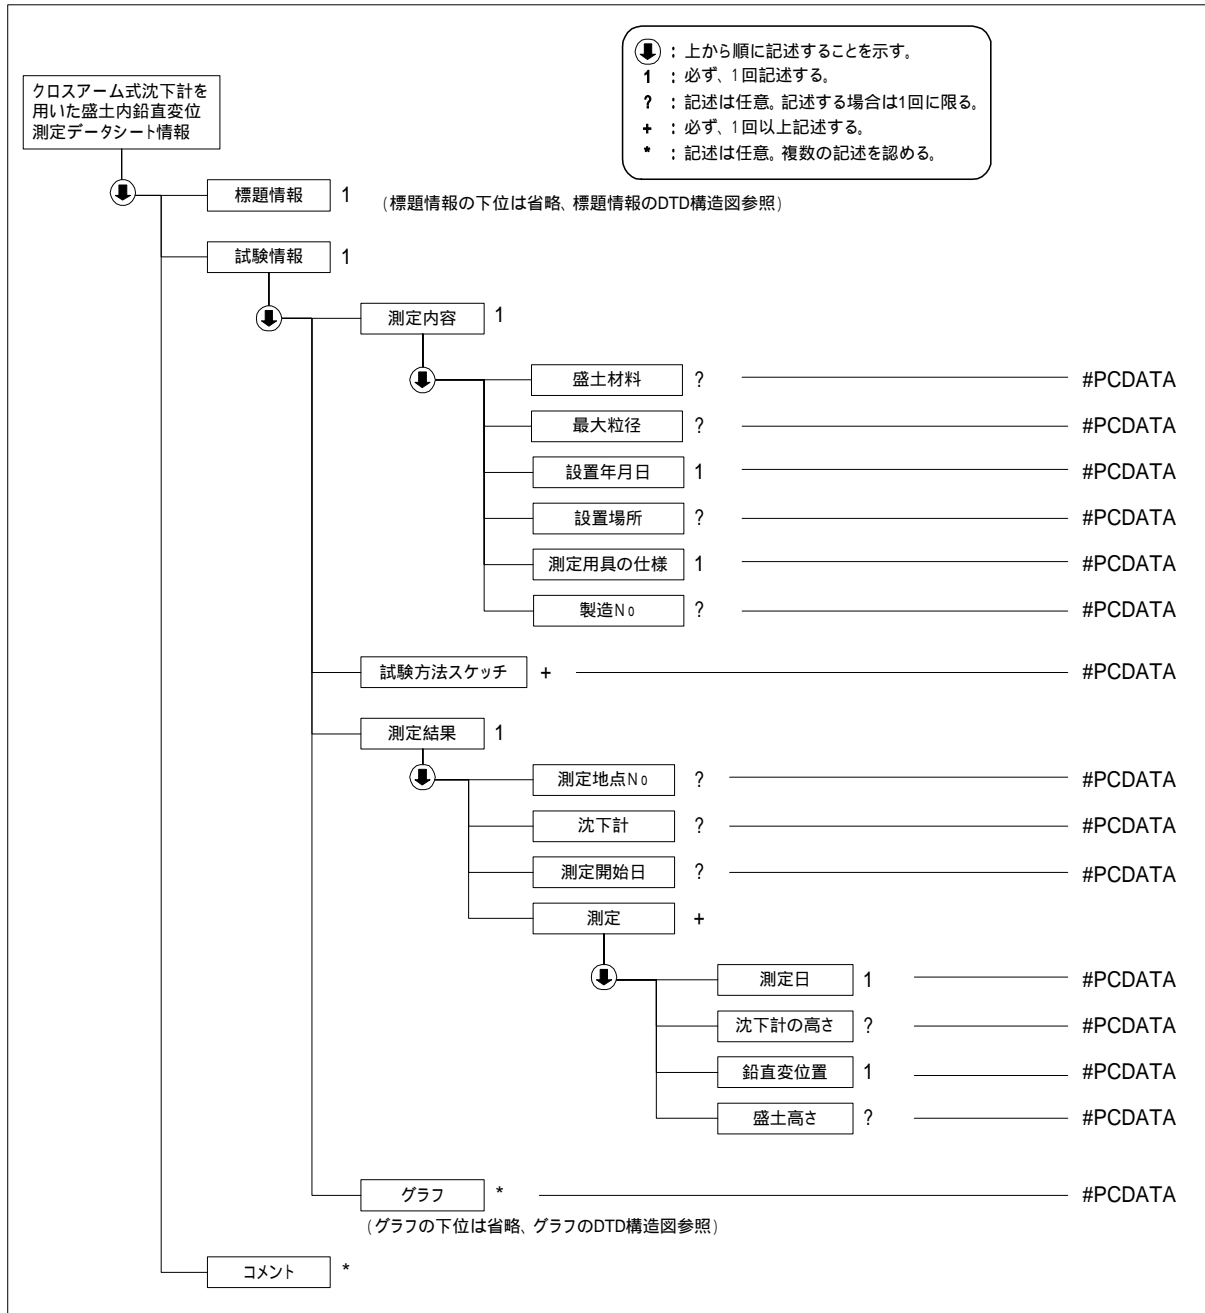 : 上から順に記述することを示す。
1 : 必ず、1回記述する。
? : 記述は任意。記述する場合は1回に限る。
+ : 必ず、1回以上記述する。
* : 記述は任意。複数の記述を認める。
クロスアーム式沈下計を
用いた盛土内鉛直変位
測定データシート情報
標題情報 1 (標題情報の下位は省略、標題情報のDTD構造図参照)
試験情報 1
測定内容 1
盛土材料 ? #PCDATA
最大粒径 ? #PCDATA
設置年月日 1 #PCDATA
設置場所 ? #PCDATA
測定用具の仕様 1 #PCDATA
製造No ? #PCDATA
試験方法スケッチ + #PCDATA
測定結果 1
測定地点No ? #PCDATA
沈下計 ? #PCDATA
測定開始日 ? #PCDATA
測定 +
測定日 1 #PCDATA
沈下計の高さ ? #PCDATA
鉛直変位置 1 #PCDATA
盛土高さ ? #PCDATA
グラフ * #PCDATA
(グラフの下位は省略、グラフのDTD構造図参照)
コメント *